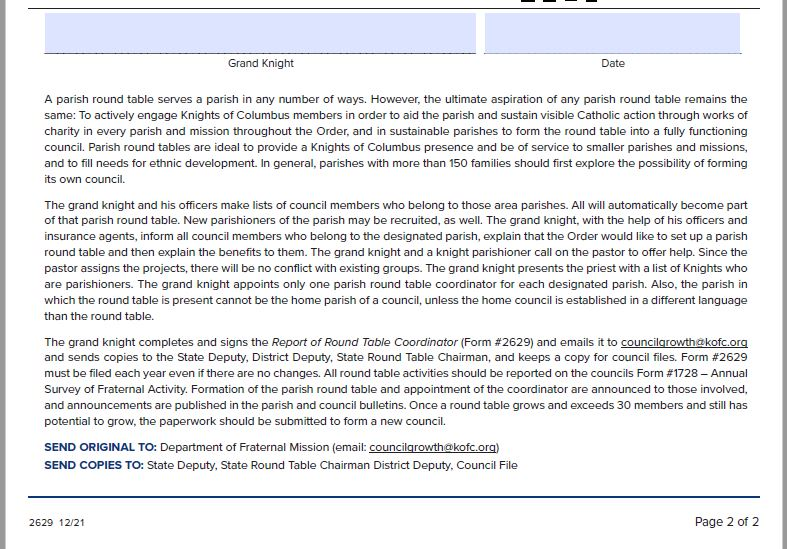 Grand Knight Date
A parish round table serves a parish in any number of ways. However, the ultimate aspiration of any parish round table remains the
same: To actively engage Knights of Columbus members in order to aid the parish and sustain visible Catholic action through works of
charity in every parish and mission throughout the Order, and in sustainable parishes to form the round table into a fully functioning
council. Parish round tables are ideal to provide a Knights of Columbus presence and be of service to smaller parishes and missions,
and to fill needs for ethnic development. In general, parishes with more than 150 families should first explore the possibility of forming
its own council.
The grand knight and his officers make lists of council members who belong to those area parishes. All will automatically become part
of that parish round table. New parishioners of the parish may be recruited, as well. The grand knight, with the help of his officers and
insurance agents, inform all council members who belong to the designated parish, explain that the Order would like to set up a parish
round table and then explain the benefits to them. The grand knight and a knight parishioner call on the pastor to offer help. Since the
pastor assigns the projects, there will be no conflict with existing groups. The grand knight presents the priest with a list of Knights who
are parishioners. The grand knight appoints only one parish round table coordinator for each designated parish. Also, the parish in
which the round table is present cannot be the home parish of a council, unless the home council is established in a different language
than the round table.
The grand knight completes and signs the Report of Round Table Coordinator (Form #2629) and emails it to councilgrowth@kofc.org
and sends copies to the State Deputy, District Deputy, State Round Table Chairman, and keeps a copy for council files. Form #2629
must be filed each year even if there are no changes. All round table activities should be reported on the councils Form #1728 – Annual
Survey of Fraternal Activity. Formation of the parish round table and appointment of the coordinator are announced to those involved,
and announcements are published in the parish and council bulletins. Once a round table grows and exceeds 30 members and still has
potential to grow, the paperwork should be submitted to form a new council.
SEND ORIGINAL TO: Department of Fraternal Mission (email: councilgrowth@kofc.org)
SEND COPIES TO: State Deputy, State Round Table Chairman District Deputy, Council File
2629 12/21 Page 2 of 2